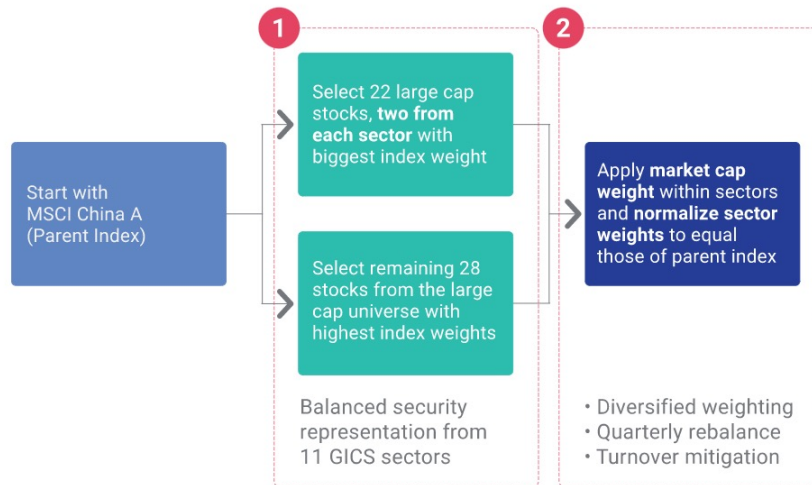 1
2
Select 22 large cap
stocks, two from
each sector with
biggest index weight
Start with
MSCI China A
(Parent Index)
Apply market cap
weight within sectors
and normalize sector
weights to equal
those of parent index
Select remaining 28
stocks from the large
cap universe with
highest index weights
Balanced security
representation from
11 GICS sectors
• Diversified weighting
• Quarterly rebalance
• Turnover mitigation